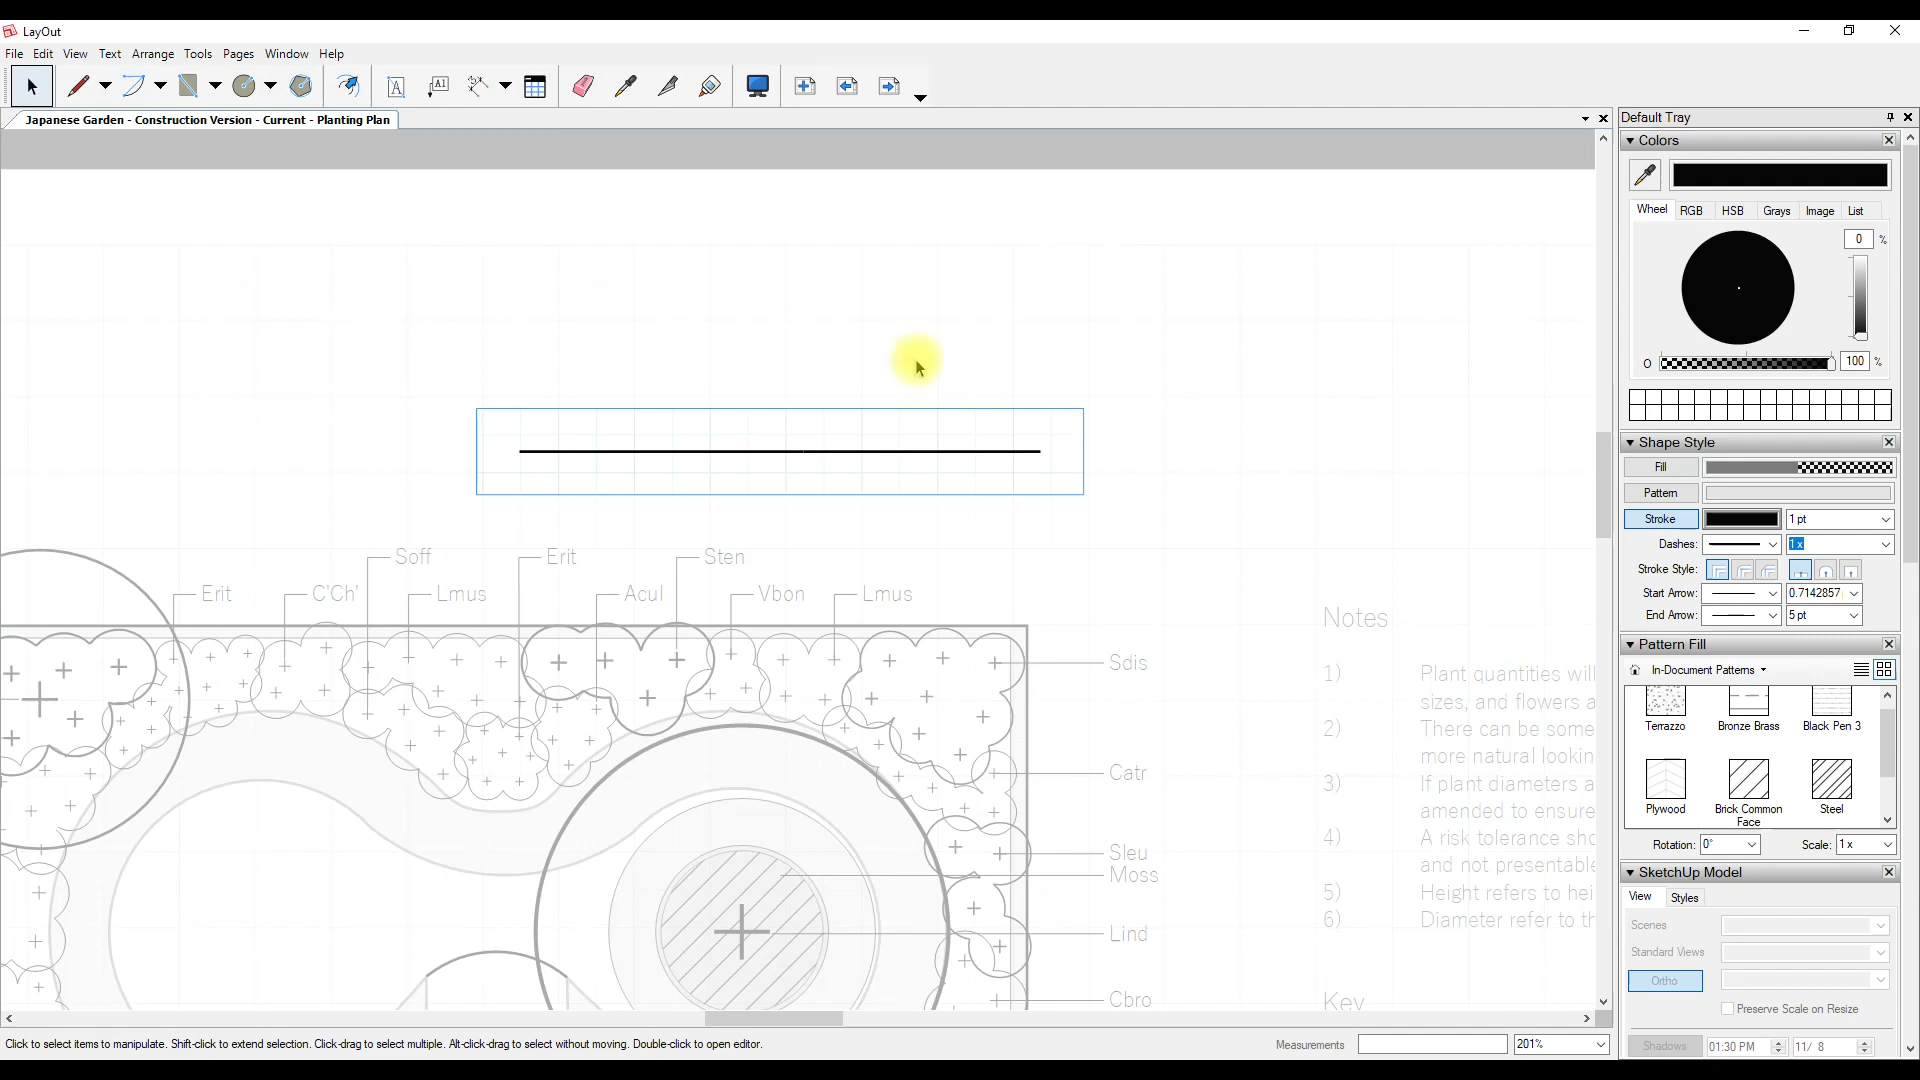 LayOut
File Edit View Text Arrange Tools Pages Window Help
A A1
Japanese Garden - Construction Version - Current - Planting Plan
Default Tray
Colors
Wheel RGB HSB Grays Image List
0 %
O 100 %
Shape Style
Fill
Pattern
Stroke 1 pt
Dashes: 1 x
Stroke Style:
Start Arrow: 0.7142857
End Arrow: 5 pt
Pattern Fill
In-Document Patterns
Terrazzo Bronze Brass Black Pen 3
Plywood Brick Common Face Steel
Rotation: 0° Scale: 1 x
SketchUp Model
View Styles
Scenes
Standard Views
Ortho
Preserve Scale on Resize
Shadows 01:30 PM 11/ 8
Soff Erit Sten
Erit C'Ch' Lmus Acul Vbon Lmus
Sdis
Catr
Sleu
Moss
Lind
Cbro
Notes
1) Plant quantities will
sizes, and flowers a
2) There can be some
more natural lookin
3) If plant diameters a
amended to ensure
4) A risk tolerance sho
and not presentable
5) Height refers to hei
6) Diameter refer to th
Key
Click to select items to manipulate. Shift-click to extend selection. Click-drag to select multiple. Alt-click-drag to select without moving. Double-click to open editor.
Measurements 201%